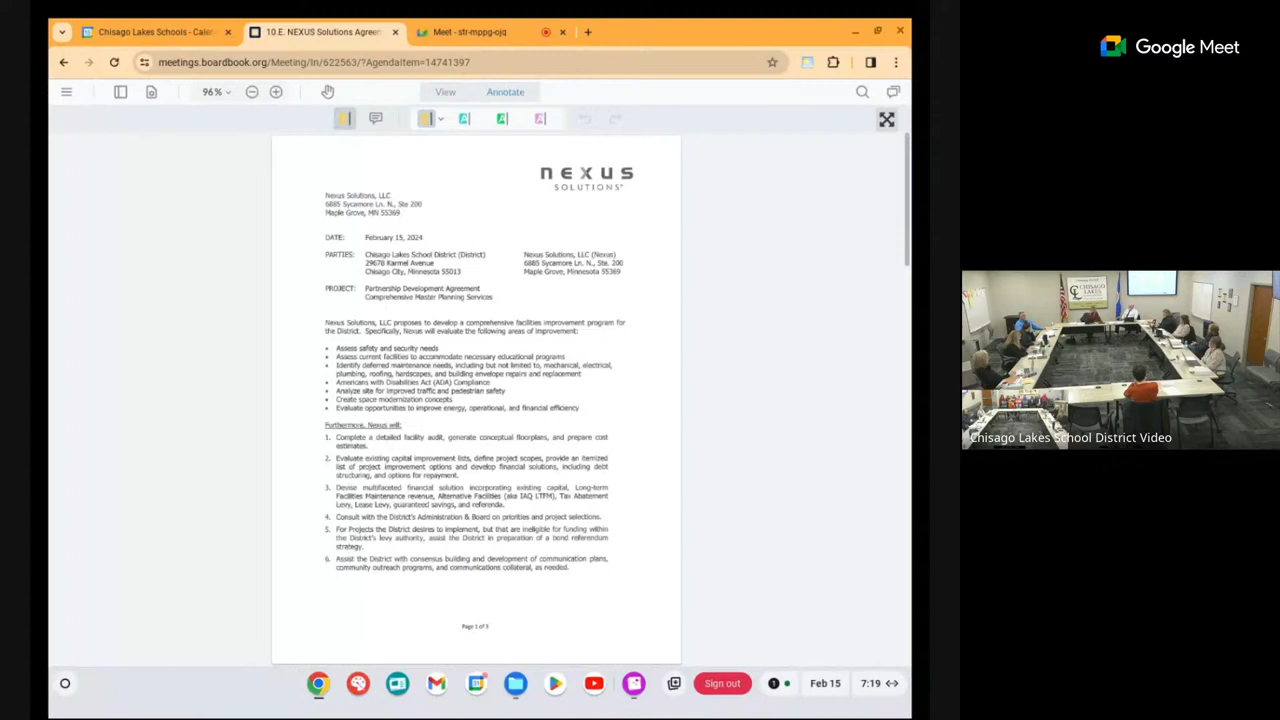 Chisago Lakes Schools - Calen
10.E. NEXUS Solutions Agreem
Meet - str-mppg-ojq
meetings.boardbook.org/Meeting/In/622563/?AgendaItem=14741397
96%
View
Annotate
nexus
SOLUTIONS
Nexus Solutions, LLC
6885 Sycamore Ln. N., Ste 200
Maple Grove, MN 55369
DATE: February 15, 2024
PARTIES: Chisago Lakes School District (District) Nexus Solutions, LLC (Nexus)
29678 Karmel Avenue 6885 Sycamore Ln. N., Ste. 200
Chisago City, Minnesota 55013 Maple Grove, Minnesota 55369
PROJECT: Partnership Development Agreement
Comprehensive Master Planning Services
Nexus Solutions, LLC proposes to develop a comprehensive facilities improvement program for
the District. Specifically, Nexus will evaluate the following areas of improvement:
• Assess safety and security needs
• Assess current facilities to accommodate necessary educational programs
• Identify deferred maintenance needs, including but not limited to, mechanical, electrical,
plumbing, roofing, hardscapes, and building envelope repairs and replacement
• Americans with Disabilities Act (ADA) Compliance
• Analyze site for improved traffic and pedestrian safety
• Create space modernization concepts
• Evaluate opportunities to improve energy, operational, and financial efficiency
Furthermore, Nexus will:
1. Complete a detailed facility audit, generate conceptual floorplans, and prepare cost
estimates.
2. Evaluate existing capital improvement lists, define project scopes, provide an itemized
list of project improvement options and develop financial solutions, including debt
structuring, and options for repayment.
3. Devise multifaceted financial solution incorporating existing capital, Long-term
Facilities Maintenance revenue, Alternative Facilities (aka IAQ LTFM), Tax Abatement
Levy, Lease Levy, guaranteed savings, and referenda.
4. Consult with the District's Administration & Board on priorities and project selections.
5. For Projects the District desires to implement, but that are ineligible for funding within
the District's levy authority, assist the District in preparation of a bond referendum
strategy.
6. Assist the District with consensus building and development of communication plans,
community outreach programs, and communications collateral, as needed.
Page 1 of 3
Sign out
1
Feb 15
7:19
Google Meet
CHISAGO
LAKES
Chisago Lakes School District Video